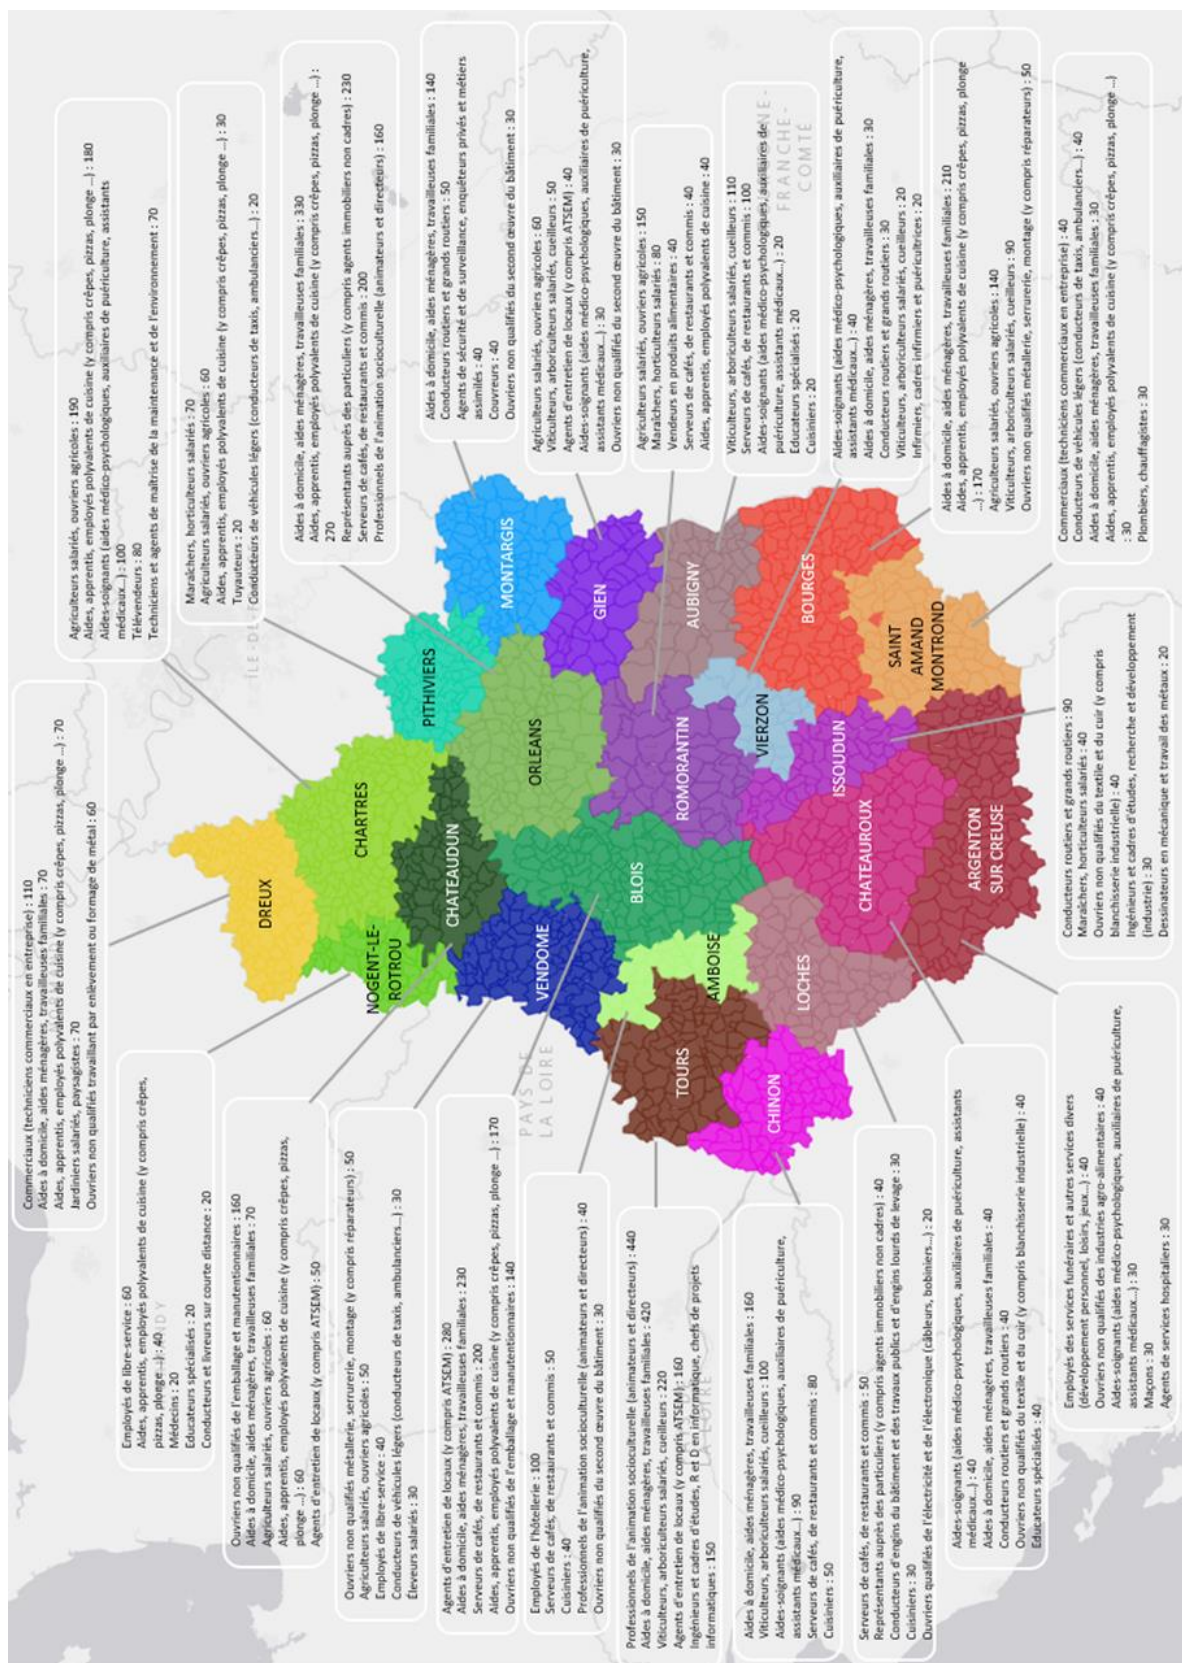 Commerciaux (techniciens commerciaux en entreprise) : 110
Aides à domicile, aides ménagères, travailleuses familiales : 70
Aides, apprentis, employés polyvalents de cuisine (y compris crêpes, pizzas, plonge ...) : 70
Jardiniers salariés, paysagistes : 70
Ouvriers non qualifiés travaillant par enlèvement ou formage de métal : 60
Agriculteurs salariés, ouvriers agricoles : 190
Aides, apprentis, employés polyvalents de cuisine (y compris crêpes, pizzas, plonge ...) : 180
Aides-soignants (aides médico-psychologiques, auxiliaires de puériculture, assistants
médicaux...) : 100
Télévendeurs : 80
Techniciens et agents de maîtrise de la maintenance et de l'environnement : 70
Maraîchers, horticulteurs salariés : 70
Agriculteurs salariés, ouvriers agricoles : 60
Aides, apprentis, employés polyvalents de cuisine (y compris crêpes, pizzas, plonge ...) : 30
Tuyauteurs : 20
Conducteurs de véhicules légers (conducteurs de taxis, ambulanciers...) : 20
Aides à domicile, aides ménagères, travailleuses familiales : 330
Aides, apprentis, employés polyvalents de cuisine (y compris crêpes, pizzas, plonge ...) :
270
Représentants auprès des particuliers (y compris agents immobiliers non cadres) : 230
Serveurs de cafés, de restaurants et commis : 200
Professionnels de l'animation socioculturelle (animateurs et directeurs) : 160
Aides à domicile, aides ménagères, travailleuses familiales : 140
Conducteurs routiers et grands routiers : 50
Agents de sécurité et de surveillance, enquêteurs privés et métiers
assimilés : 40
Couvreurs : 40
Ouvriers non qualifiés du second œuvre du bâtiment : 30
Agriculteurs salariés, ouvriers agricoles : 60
Viticulteurs, arboriculteurs salariés, cueilleurs : 50
Agents d'entretien de locaux (y compris ATSEM) : 40
Aides-soignants (aides médico-psychologiques, auxiliaires de puériculture,
assistants médicaux...) : 30
Ouvriers non qualifiés du second œuvre du bâtiment : 30
Agriculteurs salariés, ouvriers agricoles : 150
Maraîchers, horticulteurs salariés : 80
Vendeurs en produits alimentaires : 40
Serveurs de cafés, de restaurants et commis : 40
Aides, apprentis, employés polyvalents de cuisine : 40
Viticulteurs, arboriculteurs salariés, cueilleurs : 110
Serveurs de cafés, de restaurants et commis : 100
Aides-soignants (aides médico-psychologiques, auxiliaires de
puériculture, assistants médicaux...) : 20
Educateurs spécialisés : 20
Cuisiniers : 20
Aides-soignants (aides médico-psychologiques, auxiliaires de puériculture,
assistants médicaux...) : 40
Aides à domicile, aides ménagères, travailleuses familiales : 30
Conducteurs routiers et grands routiers : 30
Viticulteurs, arboriculteurs salariés, cueilleurs : 20
Infirmiers, cadres infirmiers et puéricultrices : 20
Aides à domicile, aides ménagères, travailleuses familiales : 210
Aides, apprentis, employés polyvalents de cuisine (y compris crêpes, pizzas, plonge
...) : 170
Agriculteurs salariés, ouvriers agricoles : 140
Viticulteurs, arboriculteurs salariés, cueilleurs : 90
Ouvriers non qualifiés métallerie, serrurerie, montage (y compris réparateurs) : 50
Commerciaux (techniciens commerciaux en entreprise) : 40
Conducteurs de véhicules légers (conducteurs de taxis, ambulanciers...) : 40
Aides à domicile, aides ménagères, travailleuses familiales : 30
Aides, apprentis, employés polyvalents de cuisine (y compris crêpes, pizzas, plonge ...)
: 30
Plombiers, chauffagistes : 30
ÎLE-DE-F
NDY
PAYS DE
LA LOIRE
LA LOIRE
NE -
FRANCHE -
COMTÉ
DREUX
CHARTRES
NOGENT-LE-
ROTROU
CHATEAUDUN
PITHIVIERS
MONTARGIS
ORLEANS
GIEN
VENDOME
BLOIS
ROMORANTIN
AUBIGNY
TOURS
AMBOISE
VIERZON
BOURGES
CHINON
LOCHES
ISSOUDUN
CHATEAUROUX
SAINT
AMAND
MONTROND
ARGENTON
SUR CREUSE
Employés de libre-service : 60
Aides, apprentis, employés polyvalents de cuisine (y compris crêpes,
pizzas, plonge ...) : 40
Médecins : 20
Educateurs spécialisés : 20
Conducteurs et livreurs sur courte distance : 20
Ouvriers non qualifiés de l'emballage et manutentionnaires : 160
Aides à domicile, aides ménagères, travailleuses familiales : 70
Agriculteurs salariés, ouvriers agricoles : 60
Aides, apprentis, employés polyvalents de cuisine (y compris crêpes, pizzas,
plonge ...) : 60
Agents d'entretien de locaux (y compris ATSEM) : 50
Ouvriers non qualifiés métallerie, serrurerie, montage (y compris réparateurs) : 50
Agriculteurs salariés, ouvriers agricoles : 50
Employés de libre-service : 40
Conducteurs de véhicules légers (conducteurs de taxis, ambulanciers...) : 30
Éleveurs salariés : 30
Agents d'entretien de locaux (y compris ATSEM) : 280
Aides à domicile, aides ménagères, travailleuses familiales : 230
Serveurs de cafés, de restaurants et commis : 200
Aides, apprentis, employés polyvalents de cuisine (y compris crêpes, pizzas, plonge ...) : 170
Ouvriers non qualifiés de l'emballage et manutentionnaires : 140
Employés de l'hôtellerie : 100
Serveurs de cafés, de restaurants et commis : 50
Cuisiniers : 40
Professionnels de l'animation socioculturelle (animateurs et directeurs) : 40
Ouvriers non qualifiés du second œuvre du bâtiment : 30
Professionnels de l'animation socioculturelle (animateurs et directeurs) : 440
Aides à domicile, aides ménagères, travailleuses familiales : 420
Viticulteurs, arboriculteurs salariés, cueilleurs : 220
Agents d'entretien de locaux (y compris ATSEM) : 160
Ingénieurs et cadres d'études, R et D en informatique, chefs de projets
informatiques : 150
Aides à domicile, aides ménagères, travailleuses familiales : 160
Viticulteurs, arboriculteurs salariés, cueilleurs : 100
Aides-soignants (aides médico-psychologiques, auxiliaires de puériculture,
assistants médicaux...) : 90
Serveurs de cafés, de restaurants et commis : 80
Cuisiniers : 50
Serveurs de cafés, de restaurants et commis : 50
Représentants auprès des particuliers (y compris agents immobiliers non cadres) : 40
Conducteurs d'engins du bâtiment et des travaux publics et d'engins lourds de levage : 30
Cuisiniers : 30
Ouvriers qualifiés de l'électricité et de l'électronique (câbleurs, bobiniers...) : 20
Aides-soignants (aides médico-psychologiques, auxiliaires de puériculture, assistants
médicaux...) : 40
Aides à domicile, aides ménagères, travailleuses familiales : 40
Conducteurs routiers et grands routiers : 40
Ouvriers non qualifiés du textile et du cuir (y compris blanchisserie industrielle) : 40
Educateurs spécialisés : 40
Employés des services funéraires et autres services divers
(développement personnel, loisirs, jeux...) : 40
Ouvriers non qualifiés des industries agro-alimentaires : 40
Aides-soignants (aides médico-psychologiques, auxiliaires de puériculture,
assistants médicaux...) : 30
Maçons : 30
Agents de services hospitaliers : 30
Conducteurs routiers et grands routiers : 90
Maraîchers, horticulteurs salariés : 40
Ouvriers non qualifiés du textile et du cuir (y compris
blanchisserie industrielle) : 40
Ingénieurs et cadres d'études, recherche et développement
(industrie) : 30
Dessinateurs en mécanique et travail des métaux : 20